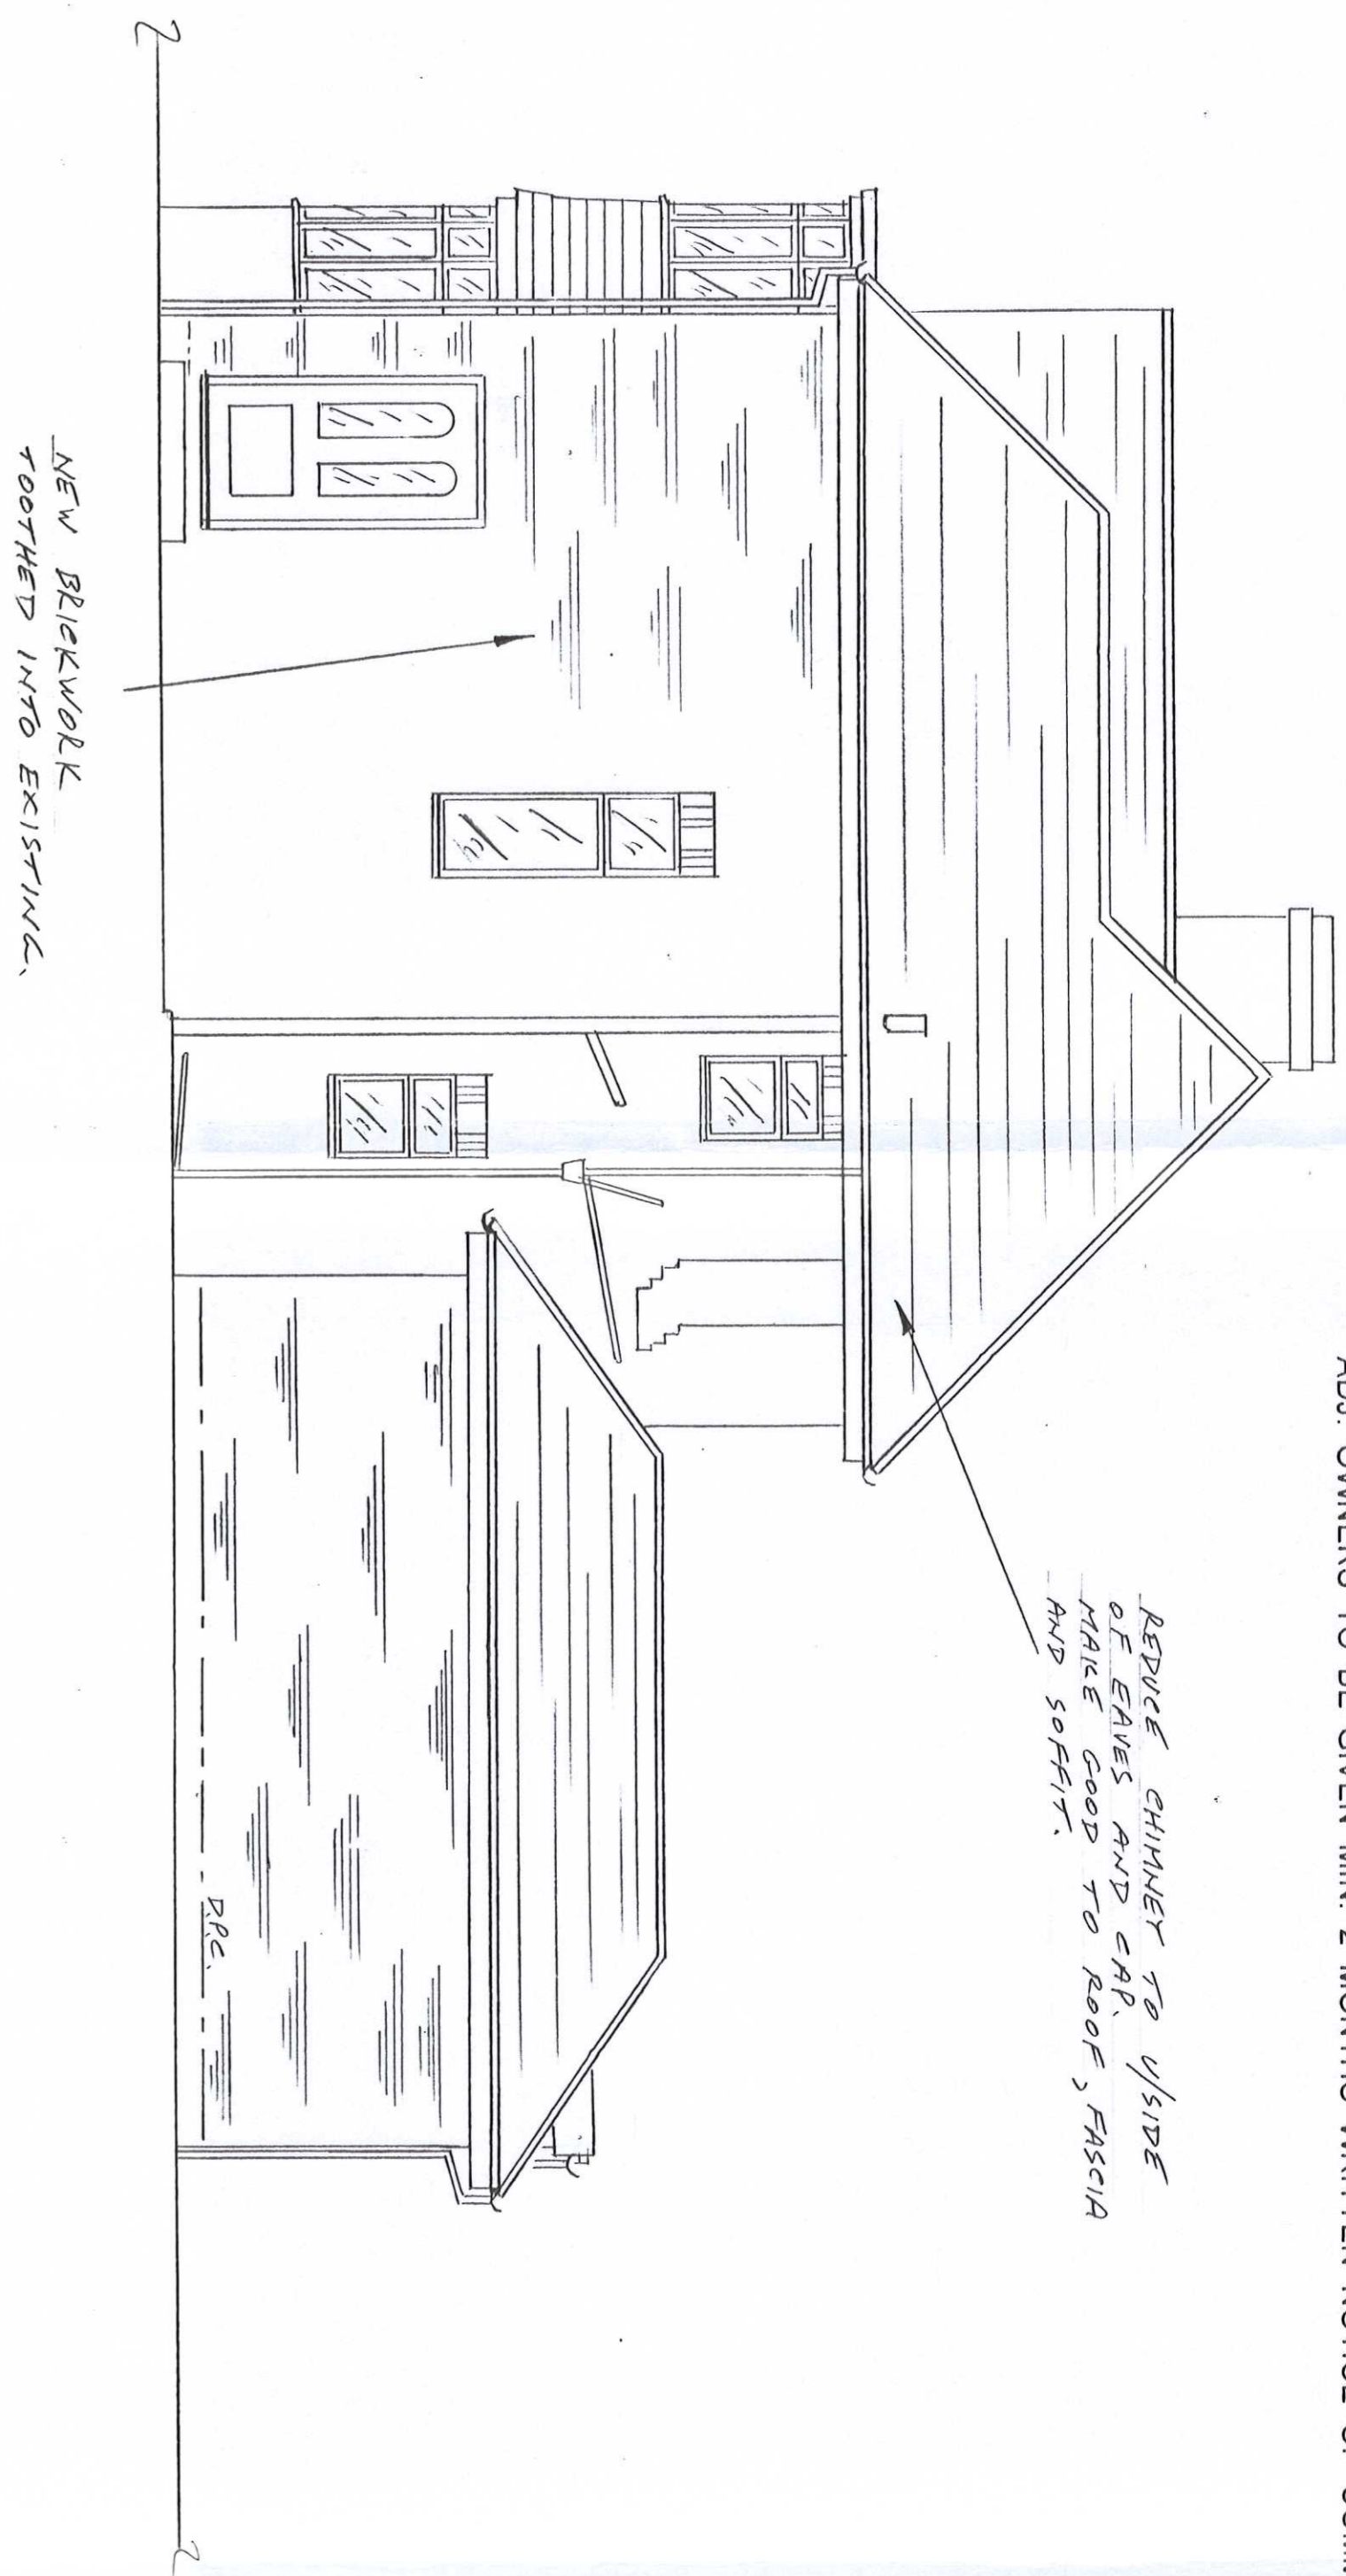 ADJ. OWNERS TO BE GIVEN MIN. 2 MONTHS WRITTEN NOTICE OF
REDUCE CHIMNEY TO U/SIDE
OF EAVES AND CAP.
MAKE GOOD TO ROOF, FASCIA
AND SOFFIT.
D.P.C.
NEW BRICKWORK
TOOTHED INTO EXISTING.